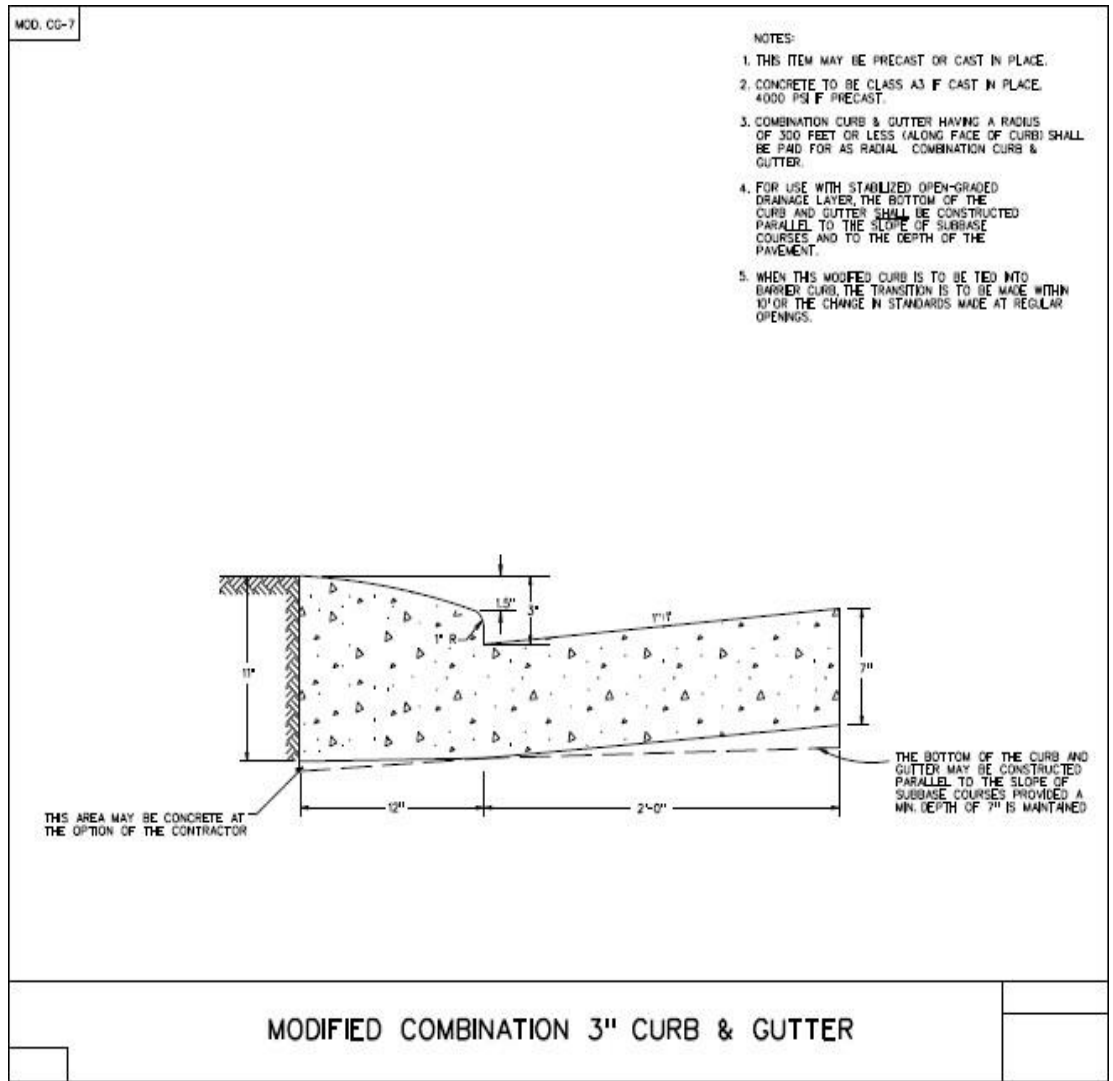 MOD. CG-7
NOTES:
1. THIS ITEM MAY BE PRECAST OR CAST IN PLACE.
2. CONCRETE TO BE CLASS A3 IF CAST IN PLACE,
4000 PSI IF PRECAST.
3. COMBINATION CURB & GUTTER HAVING A RADIUS
OF 300 FEET OR LESS (ALONG FACE OF CURB) SHALL
BE PAID FOR AS RADIAL COMBINATION CURB &
GUTTER.
4. FOR USE WITH STABILIZED OPEN-GRADED
DRAINAGE LAYER, THE BOTTOM OF THE
CURB AND GUTTER SHALL BE CONSTRUCTED
PARALLEL TO THE SLOPE OF SUBBASE
COURSES AND TO THE DEPTH OF THE
PAVEMENT.
5. WHEN THIS MODIFIED CURB IS TO BE TIED INTO
BARRIER CURB, THE TRANSITION IS TO BE MADE WITHIN
10' OR THE CHANGE IN STANDARDS MADE AT REGULAR
OPENINGS.
1.5"
3"
1" R
11"
7"
12"
2'-0"
THE BOTTOM OF THE CURB AND
GUTTER MAY BE CONSTRUCTED
PARALLEL TO THE SLOPE OF
SUBBASE COURSES PROVIDED A
MIN. DEPTH OF 7" IS MAINTAINED
THIS AREA MAY BE CONCRETE AT
THE OPTION OF THE CONTRACTOR
MODIFIED COMBINATION 3" CURB & GUTTER